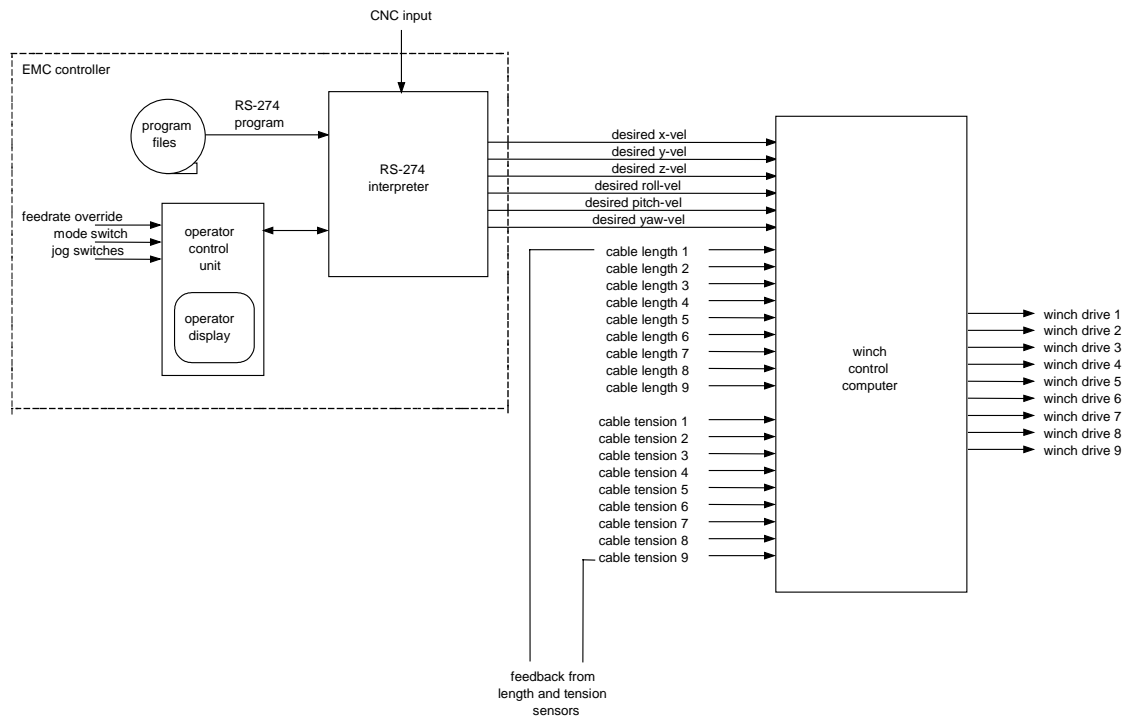 CNC input
EMC controller
RS-274
program
program
files
RS-274
interpreter
feedrate override
mode switch
jog switches
operator
control
unit
operator
display
desired x-vel
desired y-vel
desired z-vel
desired roll-vel
desired pitch-vel
desired yaw-vel
cable length 1
cable length 2
cable length 3
cable length 4
cable length 5
cable length 6
cable length 7
cable length 8
cable length 9
cable tension 1
cable tension 2
cable tension 3
cable tension 4
cable tension 5
cable tension 6
cable tension 7
cable tension 8
cable tension 9
feedback from
length and tension
sensors
winch
control
computer
winch drive 1
winch drive 2
winch drive 3
winch drive 4
winch drive 5
winch drive 6
winch drive 7
winch drive 8
winch drive 9